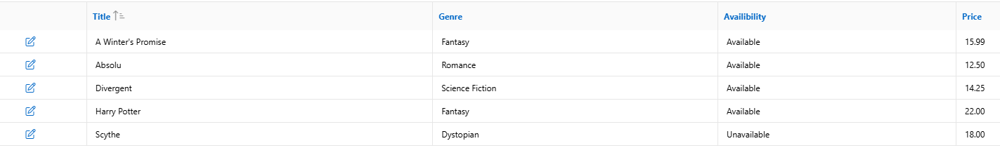 Title Genre Availibility Price
A Winter's Promise Fantasy Available 15.99
Absolu Romance Available 12.50
Divergent Science Fiction Available 14.25
Harry Potter Fantasy Available 22.00
Scythe Dystopian Unavailable 18.00